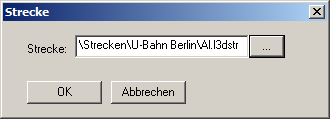 Strecke
Strecke: \Strecken\U-Bahn Berlin\AI.l3dstr ...
OK Abbrechen